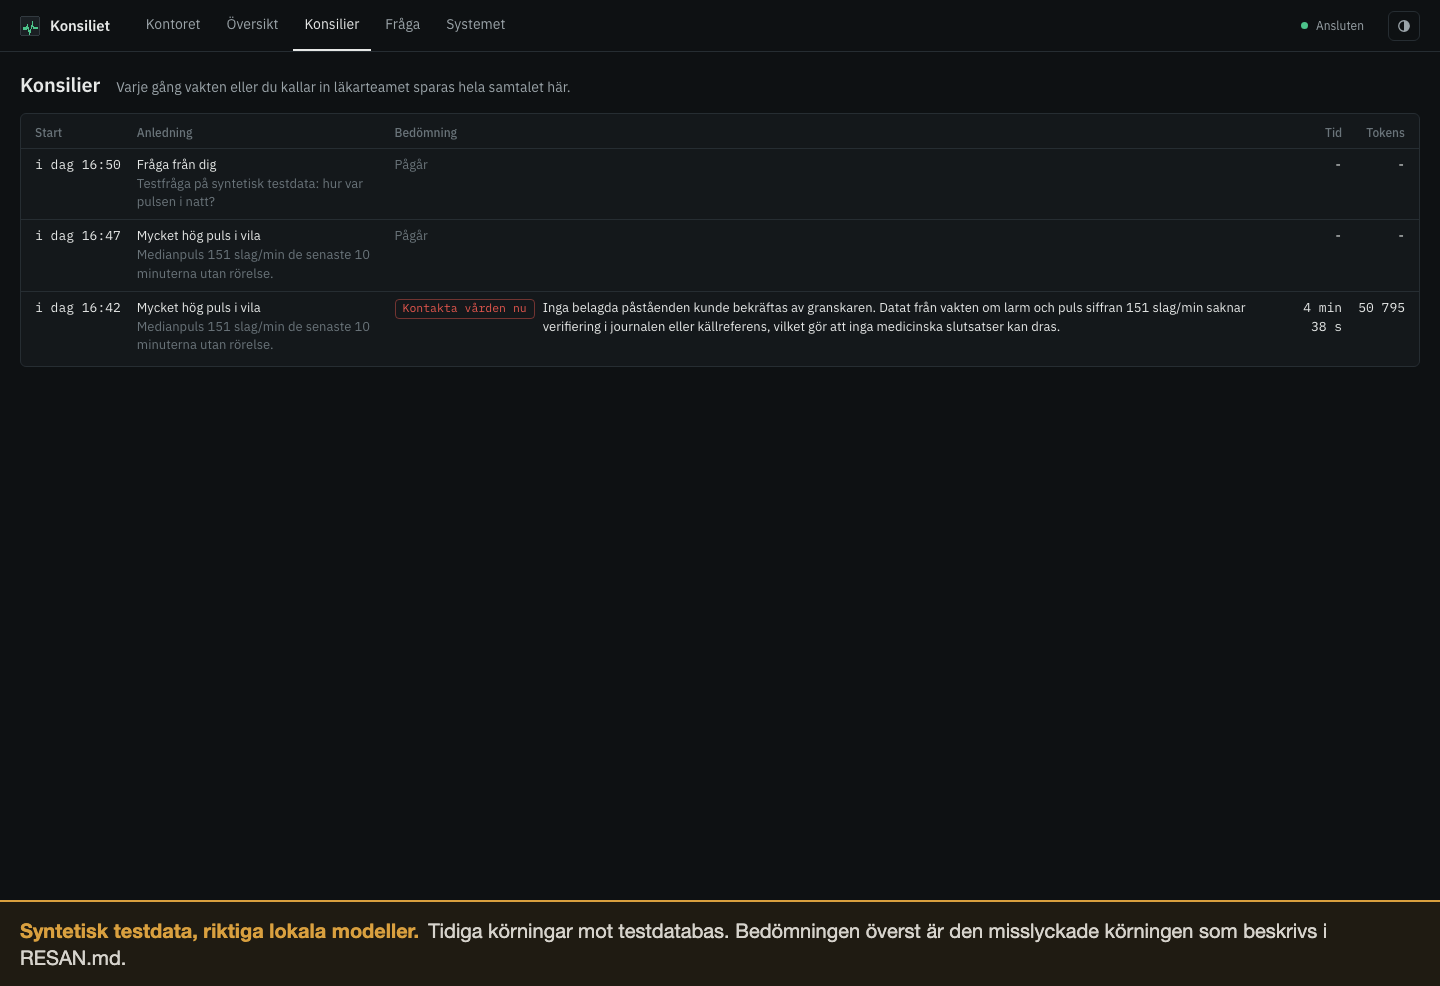 Konsiliet Kontoret Översikt Konsilier Fråga Systemet Ansluten
Konsilier Varje gång vakten eller du kallar in läkarteamet sparas hela samtalet här.
Start Anledning Bedömning Tid Tokens
i dag 16:50 Fråga från dig Pågår - -
Testfråga på syntetisk testdata: hur var
pulsen i natt?
i dag 16:47 Mycket hög puls i vila Pågår - -
Medianpuls 151 slag/min de senaste 10
minuterna utan rörelse.
i dag 16:42 Mycket hög puls i vila Kontakta vården nu Inga belagda påståenden kunde bekräftas av granskaren. Datat från vakten om larm och puls siffran 151 slag/min saknar 4 min 50 795
Medianpuls 151 slag/min de senaste 10 verifiering i journalen eller källreferens, vilket gör att inga medicinska slutsatser kan dras. 38 s
minuterna utan rörelse.
Syntetisk testdata, riktiga lokala modeller. Tidiga körningar mot testdatabas. Bedömningen överst är den misslyckade körningen som beskrivs i
RESAN.md.